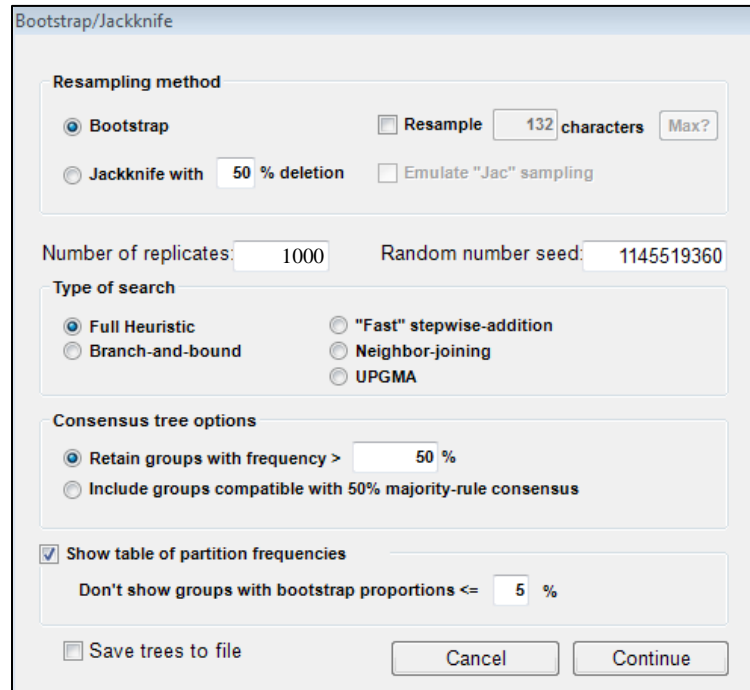 Bootstrap/Jackknife
Resampling method
Bootstrap Resample 132 characters Max?
Jackknife with 50 % deletion Emulate "Jac" sampling
Number of replicates: 1000 Random number seed: 1145519360
Type of search
Full Heuristic "Fast" stepwise-addition
Branch-and-bound Neighbor-joining
UPGMA
Consensus tree options
Retain groups with frequency > 50 %
Include groups compatible with 50% majority-rule consensus
Show table of partition frequencies
Don't show groups with bootstrap proportions <= 5 %
Save trees to file Cancel Continue